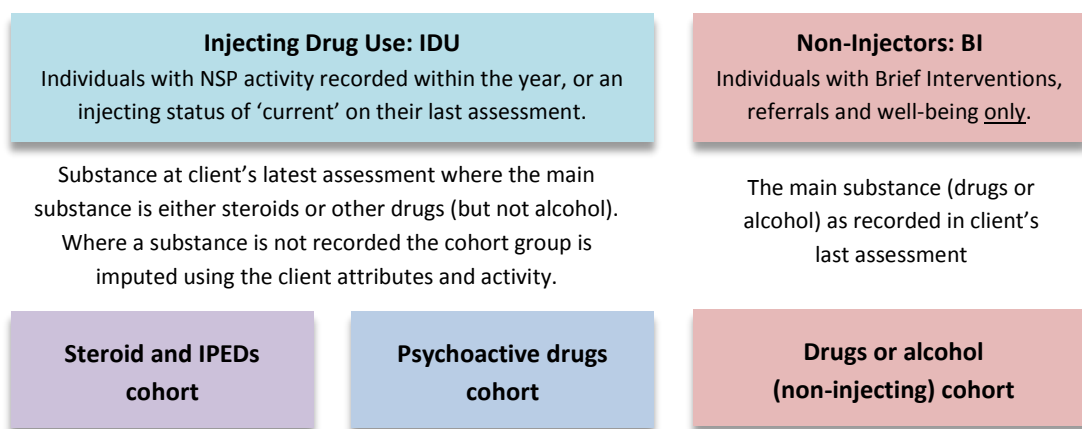 Injecting Drug Use: IDU
Individuals with NSP activity recorded within the year, or an
injecting status of ‘current’ on their last assessment.
Non-Injectors: BI
Individuals with Brief Interventions,
referrals and well-being only.
Substance at client’s latest assessment where the main
substance is either steroids or other drugs (but not alcohol).
Where a substance is not recorded the cohort group is
imputed using the client attributes and activity.
The main substance (drugs or
alcohol) as recorded in client’s
last assessment
Steroid and IPEDs
cohort
Psychoactive drugs
cohort
Drugs or alcohol
(non-injecting) cohort